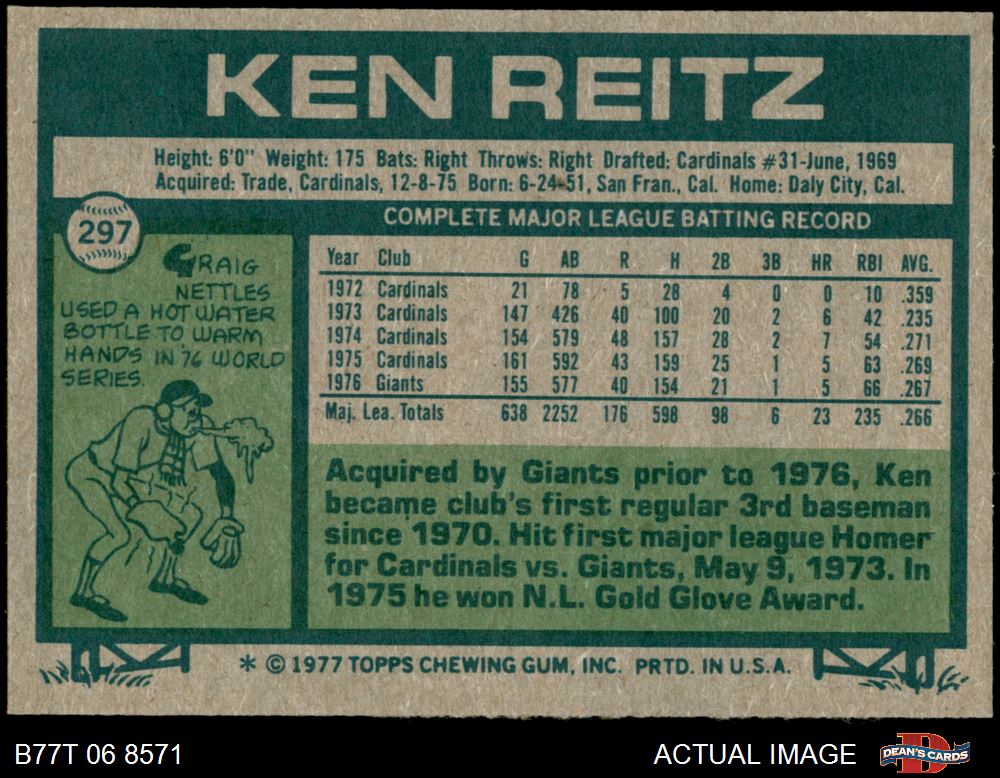 KEN REITZ
Height: 6'0" Weight: 175 Bats: Right Throws: Right Drafted: Cardinals #31-June, 1969
Acquired: Trade, Cardinals, 12-8-75 Born: 6-24-51, San Fran., Cal. Home: Daly City, Cal.
297
COMPLETE MAJOR LEAGUE BATTING RECORD
GRAIG
NETTLES
USED A HOT WATER
BOTTLE TO WARM
HANDS IN '76 WORLD
SERIES.
Year Club G AB R H 2B 3B HR RBI AVG.
1972 Cardinals 21 78 5 28 4 0 0 10 .359
1973 Cardinals 147 426 40 100 20 2 6 42 .235
1974 Cardinals 154 579 48 157 28 2 7 54 .271
1975 Cardinals 161 592 43 159 25 1 5 63 .269
1976 Giants 155 577 40 154 21 1 5 66 .267
Maj. Lea. Totals 638 2252 176 598 98 6 23 235 .266
Acquired by Giants prior to 1976, Ken
became club's first regular 3rd baseman
since 1970. Hit first major league Homer
for Cardinals vs. Giants, May 9, 1973. In
1975 he won N.L. Gold Glove Award.
* © 1977 TOPPS CHEWING GUM, INC. PRTD. IN U.S.A.
B77T 06 8571
ACTUAL IMAGE
DEAN'S CARDS